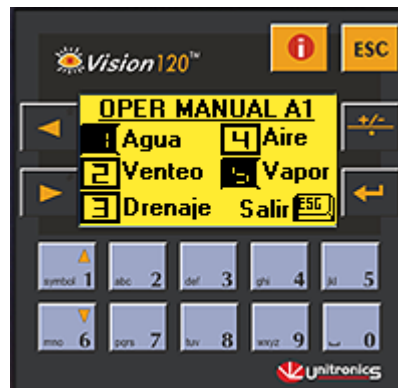 i
ESC
Vision120™
OPER MANUAL A1
1 Agua 4 Aire
2 Venteo 5 Vapor
3 Drenaje Salir ESC
+/-
symbol 1 abc 2 def 3 ghi 4 jkl 5
mno 6 pqrs 7 tuv 8 wxyz 9 0
unitronics